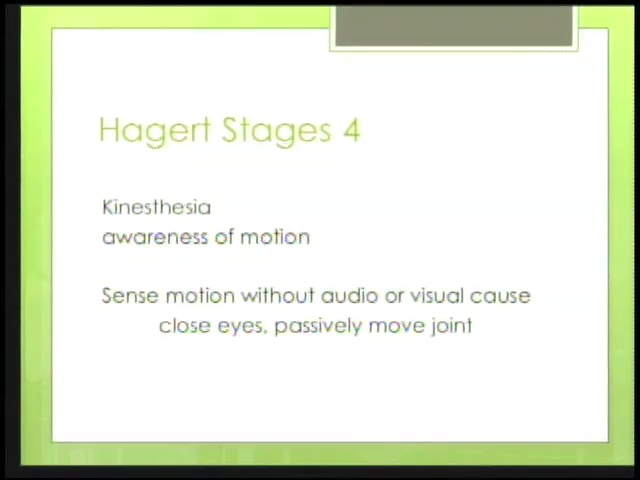 Hagert Stages 4
Kinesthesia
awareness of motion
Sense motion without audio or visual cause
close eyes, passively move joint